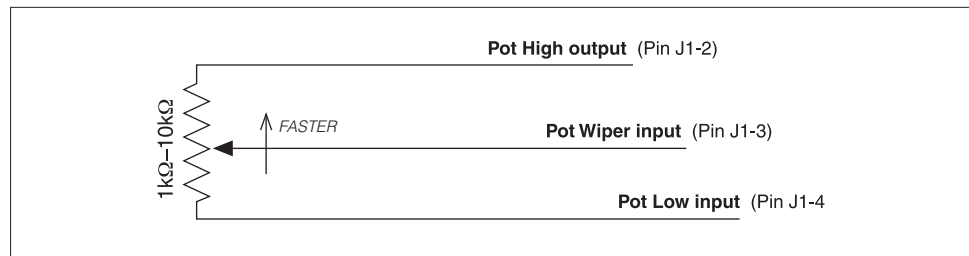 Pot High output (Pin J1-2)
1kΩ–10kΩ
FASTER
Pot Wiper input (Pin J1-3)
Pot Low input (Pin J1-4